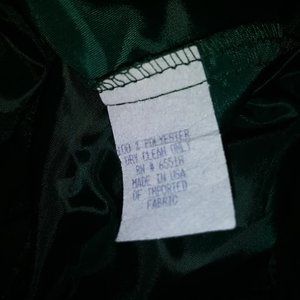 100 % POLYESTER
DRY CLEAN ONLY
RN # 65518
MADE IN USA
OF IMPORTED
FABRIC